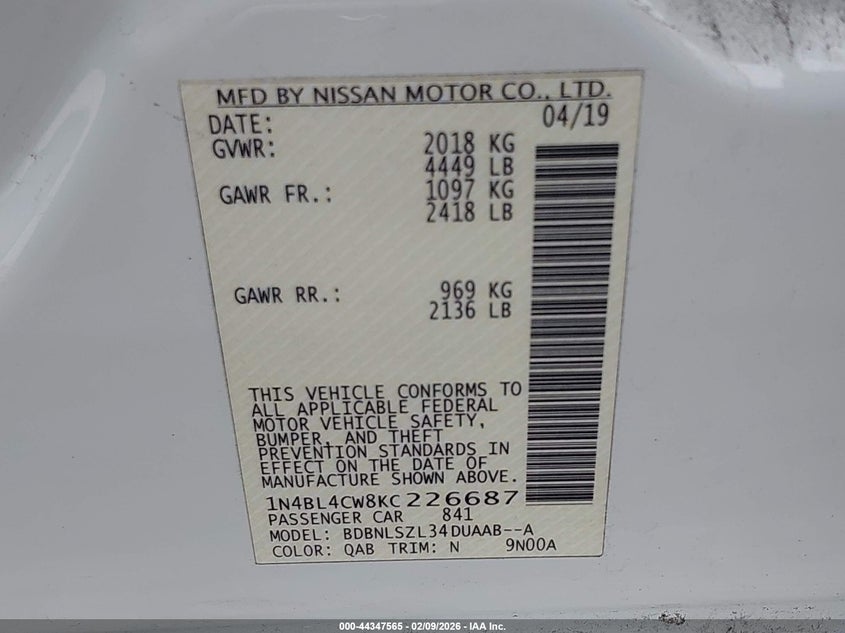 MFD BY NISSAN MOTOR CO., LTD.
DATE: 04/19
GVWR: 2018 KG
4449 LB
GAWR FR.: 1097 KG
2418 LB
GAWR RR.: 969 KG
2136 LB
THIS VEHICLE CONFORMS TO
ALL APPLICABLE FEDERAL
MOTOR VEHICLE SAFETY,
BUMPER, AND THEFT
PREVENTION STANDARDS IN
EFFECT ON THE DATE OF
MANUFACTURE SHOWN ABOVE.
1N4BL4CW8KC226687
PASSENGER CAR 841
MODEL: BDBNLSZL34DUAAB--A
COLOR: QAB TRIM: N 9N00A
000-44347565 - 02/09/2026 - IAA Inc.